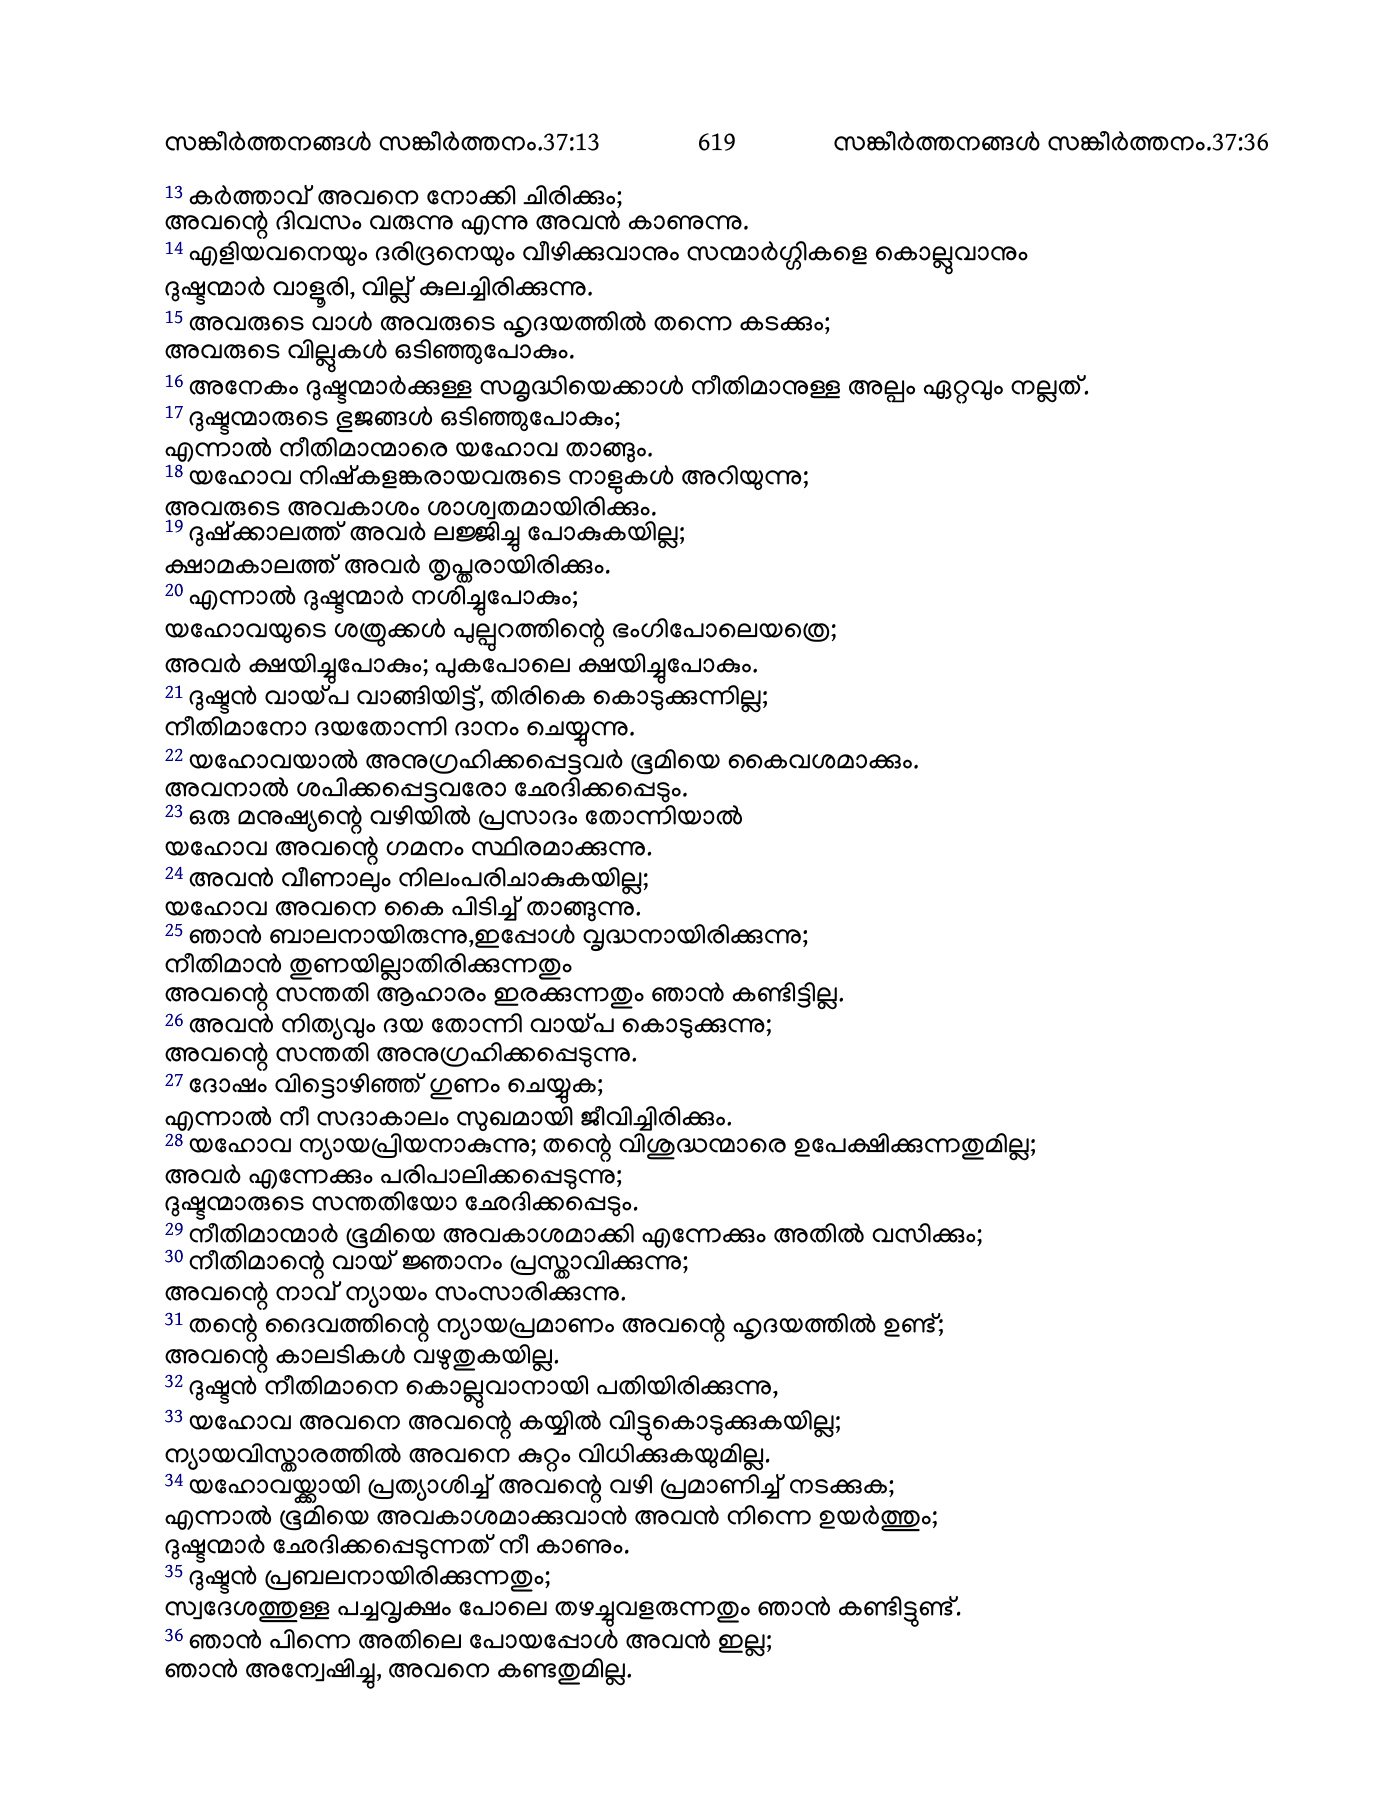 സങ്കീർത്തനങ്ങൾ സങ്കീർത്തനം.37:13 619 സങ്കീർത്തനങ്ങൾ സങ്കീർത്തനം.37:36
13 കർത്താവ് അവനെ നോക്കി ചിരിക്കും;
അവന്റെ ദിവസം വരുന്നു എന്നു അവൻ കാണുന്നു.
14 എളിയവനെയും ദരിദ്രനെയും വീഴിക്കുവാനും സന്മാർഗ്ഗികളെ കൊല്ലുവാനും
ദുഷ്ടന്മാർ വാളൂരി, വില്ല് കുലച്ചിരിക്കുന്നു.
15 അവരുടെ വാൾ അവരുടെ ഹൃദയത്തിൽ തന്നെ കടക്കും;
അവരുടെ വില്ലുകൾ ഒടിഞ്ഞുപോകും.
16 അനേകം ദുഷ്ടന്മാർക്കുള്ള സമൃദ്ധിയെക്കാൾ നീതിമാനുള്ള അല്പം ഏറ്റവും നല്ലത്.
17 ദുഷ്ടന്മാരുടെ ഭുജങ്ങൾ ഒടിഞ്ഞുപോകും;
എന്നാൽ നീതിമാന്മാരെ യഹോവ താങ്ങും.
18 യഹോവ നിഷ്കളങ്കരായവരുടെ നാളുകൾ അറിയുന്നു;
അവരുടെ അവകാശം ശാശ്വതമായിരിക്കും.
19 ദുഷ്ക്കാലത്ത് അവർ ലജ്ജിച്ചു പോകുകയില്ല;
ക്ഷാമകാലത്ത് അവർ തൃപ്തരായിരിക്കും.
20 എന്നാൽ ദുഷ്ടന്മാർ നശിച്ചുപോകും;
യഹോവയുടെ ശത്രുക്കൾ പുല്പുറത്തിന്റെ ഭംഗിപോലെയത്രെ;
അവർ ക്ഷയിച്ചുപോകും; പുകപോലെ ക്ഷയിച്ചുപോകും.
21 ദുഷ്ടൻ വായ്പ വാങ്ങിയിട്ട്, തിരികെ കൊടുക്കുന്നില്ല;
നീതിമാനോ ദയതോന്നി ദാനം ചെയ്യുന്നു.
22 യഹോവയാൽ അനുഗ്രഹിക്കപ്പെട്ടവർ ഭൂമിയെ കൈവശമാക്കും.
അവനാൽ ശപിക്കപ്പെട്ടവരോ ഛേദിക്കപ്പെടും.
23 ഒരു മനുഷ്യന്റെ വഴിയിൽ പ്രസാദം തോന്നിയാൽ
യഹോവ അവന്റെ ഗമനം സ്ഥിരമാക്കുന്നു.
24 അവൻ വീണാലും നിലംപരിചാകുകയില്ല;
യഹോവ അവനെ കൈ പിടിച്ച് താങ്ങുന്നു.
25 ഞാൻ ബാലനായിരുന്നു,ഇപ്പോൾ വൃദ്ധനായിരിക്കുന്നു;
നീതിമാൻ തുണയില്ലാതിരിക്കുന്നതും
അവന്റെ സന്തതി ആഹാരം ഇരക്കുന്നതും ഞാൻ കണ്ടിട്ടില്ല.
26 അവൻ നിത്യവും ദയ തോന്നി വായ്പ കൊടുക്കുന്നു;
അവന്റെ സന്തതി അനുഗ്രഹിക്കപ്പെടുന്നു.
27 ദോഷം വിട്ടൊഴിഞ്ഞ് ഗുണം ചെയ്യുക;
എന്നാൽ നീ സദാകാലം സുഖമായി ജീവിച്ചിരിക്കും.
28 യഹോവ ന്യായപ്രിയനാകുന്നു; തന്റെ വിശുദ്ധന്മാരെ ഉപേക്ഷിക്കുന്നതുമില്ല;
അവർ എന്നേക്കും പരിപാലിക്കപ്പെടുന്നു;
ദുഷ്ടന്മാരുടെ സന്തതിയോ ഛേദിക്കപ്പെടും.
29 നീതിമാന്മാർ ഭൂമിയെ അവകാശമാക്കി എന്നേക്കും അതിൽ വസിക്കും;
30 നീതിമാന്റെ വായ് ജ്ഞാനം പ്രസ്താവിക്കുന്നു;
അവന്റെ നാവ് ന്യായം സംസാരിക്കുന്നു.
31 തന്റെ ദൈവത്തിന്റെ ന്യായപ്രമാണം അവന്റെ ഹൃദയത്തിൽ ഉണ്ട്;
അവന്റെ കാലടികൾ വഴുതുകയില്ല.
32 ദുഷ്ടൻ നീതിമാനെ കൊല്ലുവാനായി പതിയിരിക്കുന്നു,
33 യഹോവ അവനെ അവന്റെ കയ്യിൽ വിട്ടുകൊടുക്കുകയില്ല;
ന്യായവിസ്താരത്തിൽ അവനെ കുറ്റം വിധിക്കുകയുമില്ല.
34 യഹോവയ്ക്കായി പ്രത്യാശിച്ച് അവന്റെ വഴി പ്രമാണിച്ച് നടക്കുക;
എന്നാൽ ഭൂമിയെ അവകാശമാക്കുവാൻ അവൻ നിന്നെ ഉയർത്തും;
ദുഷ്ടന്മാർ ഛേദിക്കപ്പെടുന്നത് നീ കാണും.
35 ദുഷ്ടൻ പ്രബലനായിരിക്കുന്നതും;
സ്വദേശത്തുള്ള പച്ചവൃക്ഷം പോലെ തഴച്ചുവളരുന്നതും ഞാൻ കണ്ടിട്ടുണ്ട്.
36 ഞാൻ പിന്നെ അതിലെ പോയപ്പോൾ അവൻ ഇല്ല;
ഞാൻ അന്വേഷിച്ചു, അവനെ കണ്ടതുമില്ല.